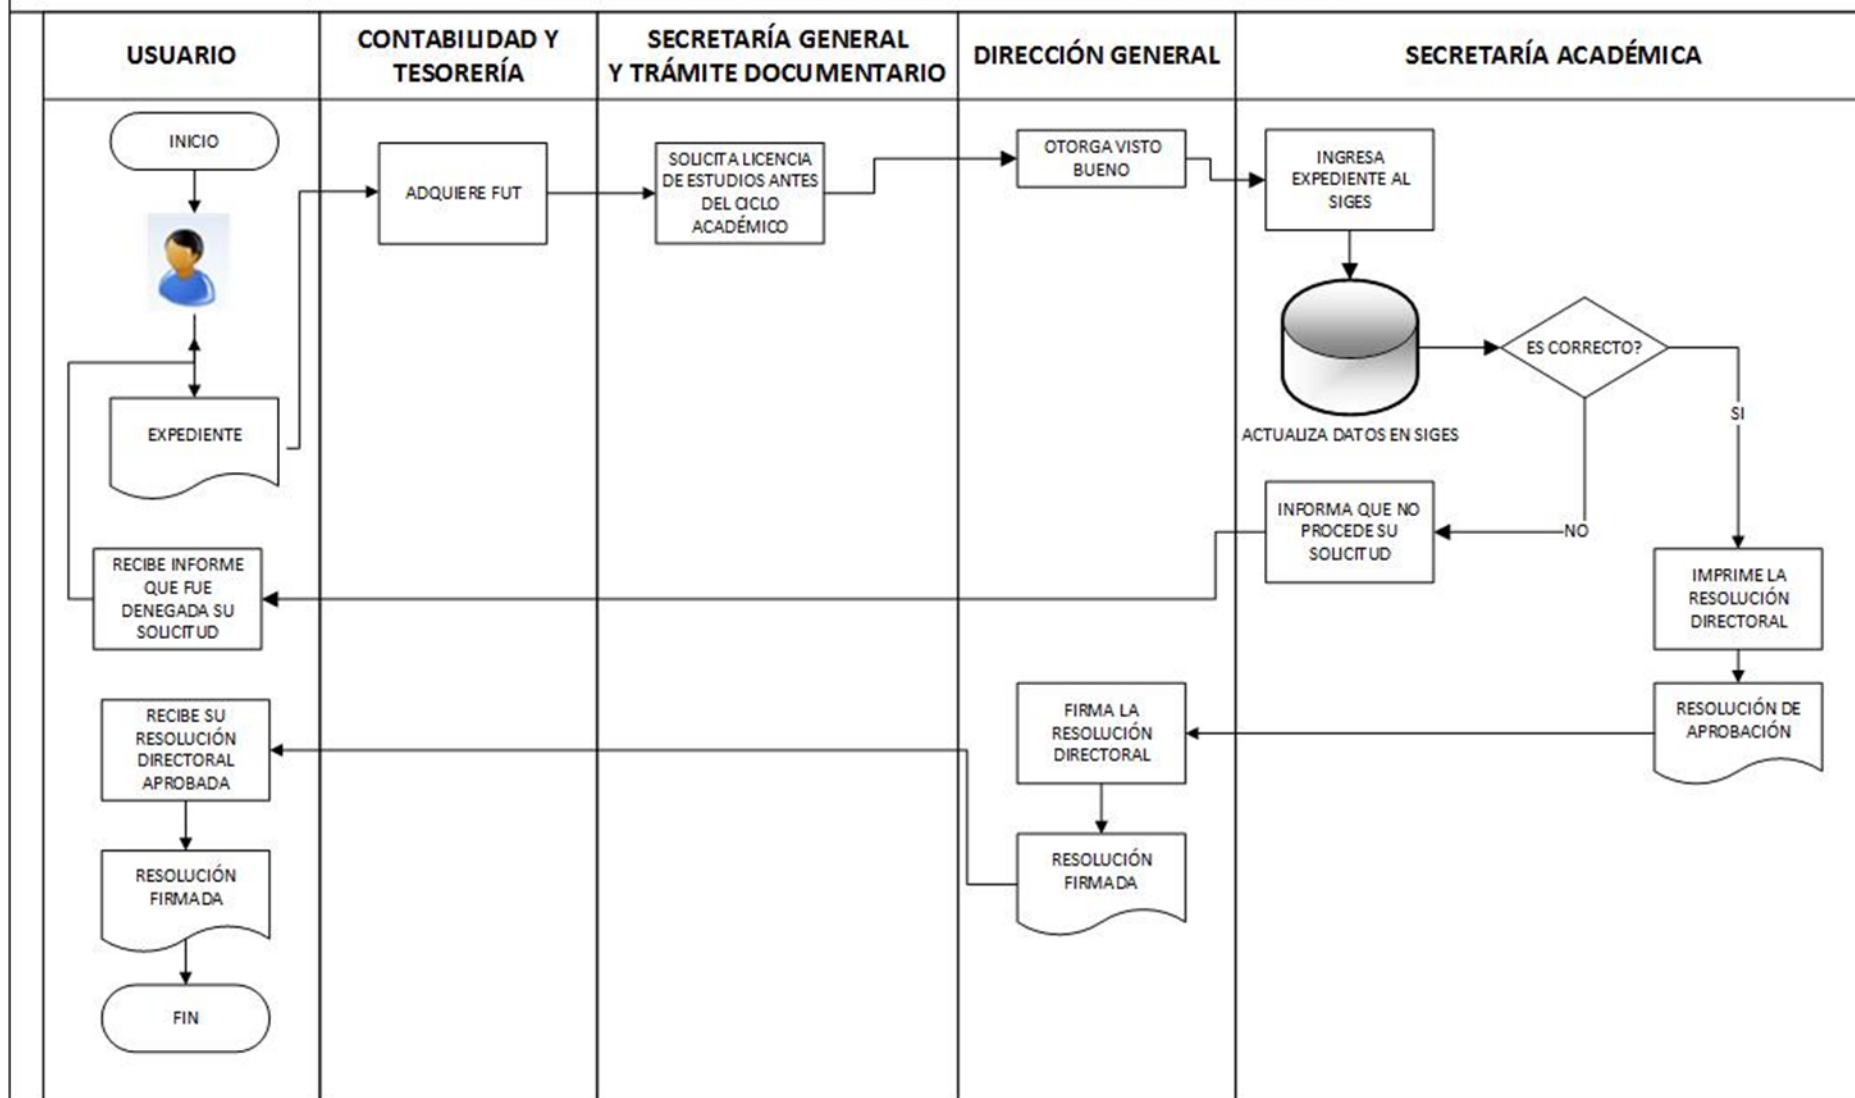 USUARIO
CONTABILIDAD Y
TESORERÍA
SECRETARÍA GENERAL
Y TRÁMITE DOCUMENTARIO
DIRECCIÓN GENERAL
SECRETARÍA ACADÉMICA
INICIO
ADQUIERE FUT
SOLICITA LICENCIA
DE ESTUDIOS ANTES
DEL CICLO
ACADÉMICO
OTORGA VISTO
BUENO
INGRESA
EXPEDIENTE AL
SIGES
ES CORRECTO?
SI
NO
ACTUALIZA DATOS EN SIGES
EXPEDIENTE
INFORMA QUE NO
PROCEDE SU
SOLICITUD
RECIBE INFORME
QUE FUE
DENEGADA SU
SOLICITUD
IMPRIME LA
RESOLUCIÓN
DIRECTORAL
RESOLUCIÓN DE
APROBACIÓN
FIRMA LA
RESOLUCIÓN
DIRECTORAL
RECIBE SU
RESOLUCIÓN
DIRECTORAL
APROBADA
RESOLUCIÓN
FIRMADA
RESOLUCIÓN
FIRMADA
FIN